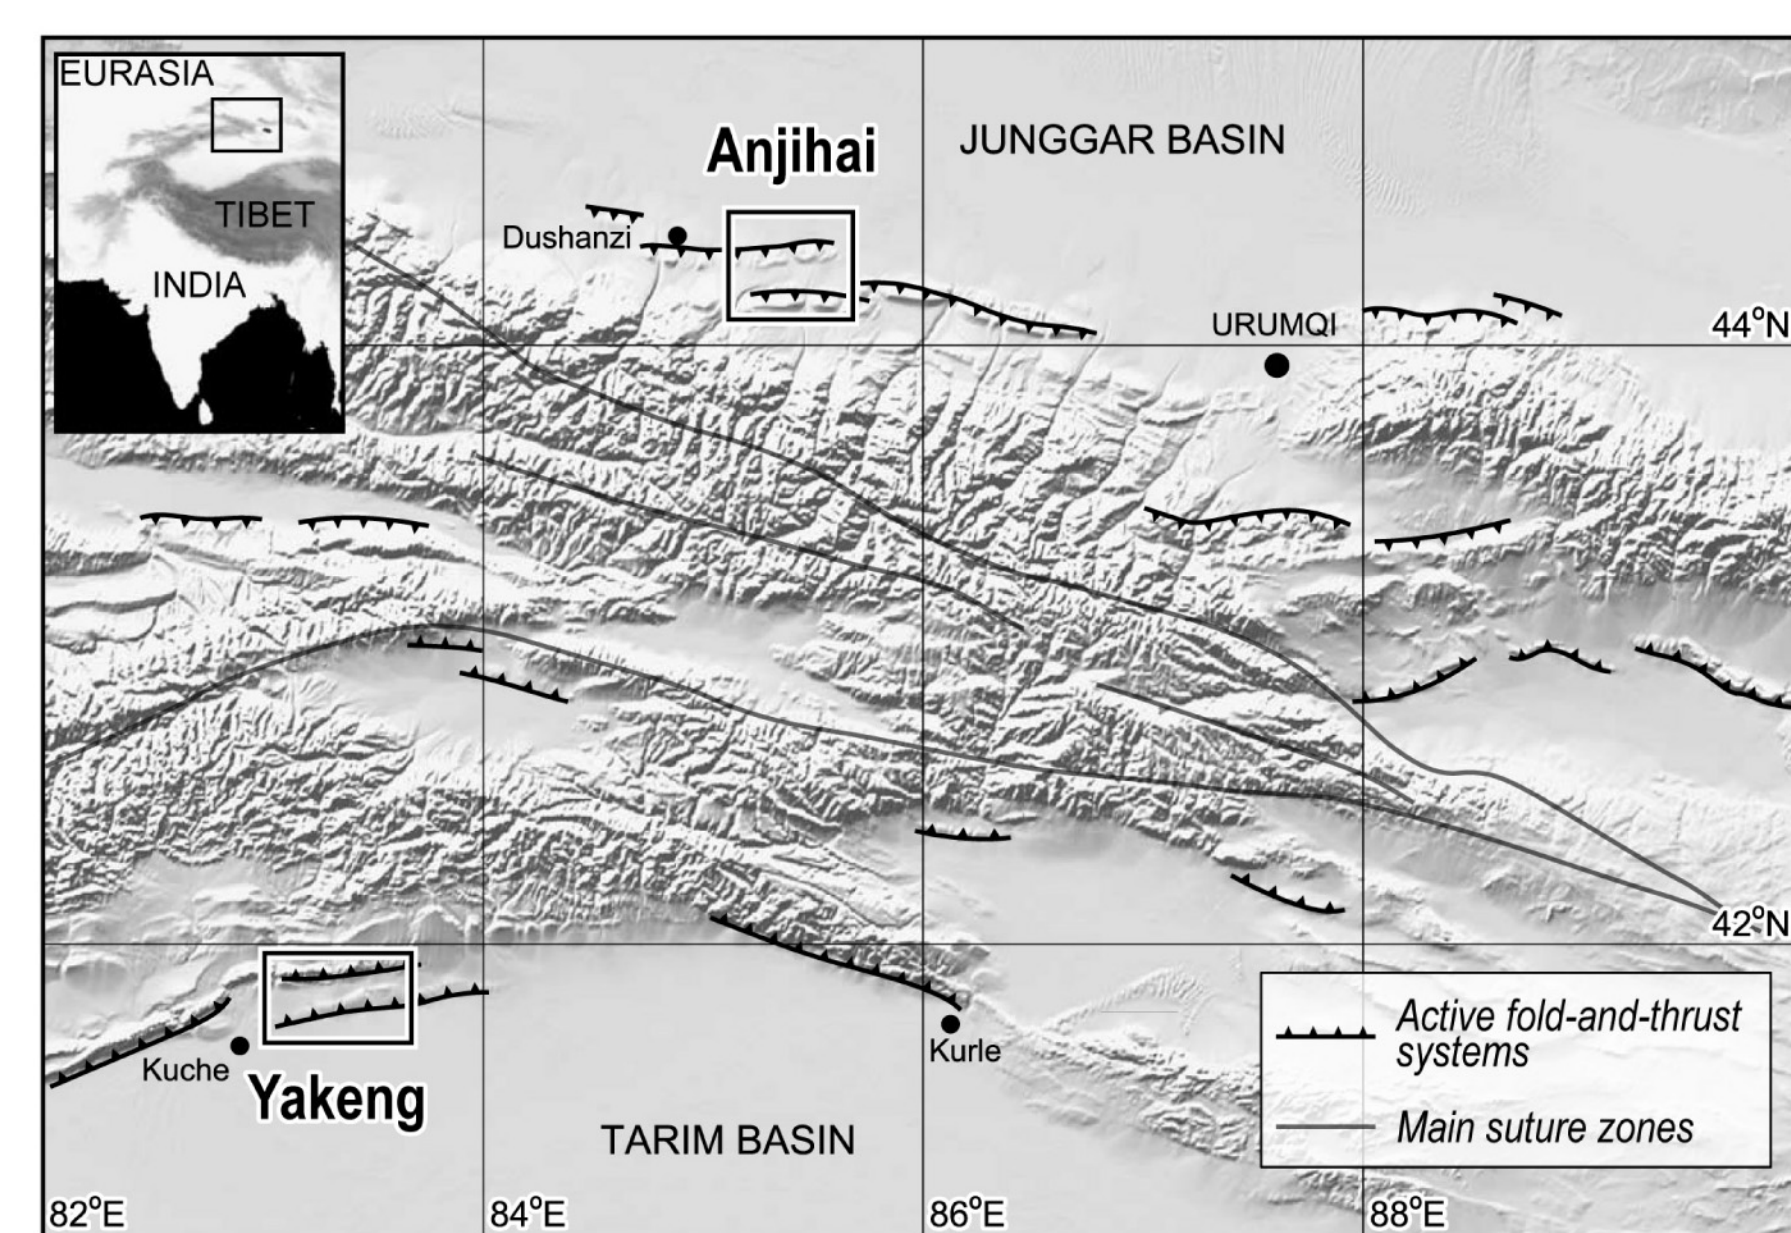 EURASIA
TIBET
INDIA
Anjihai
JUNGGAR BASIN
Dushanzi
URUMQI
44°N
42°N
Kuche
Yakeng
Kurle
TARIM BASIN
Active fold-and-thrust
systems
Main suture zones
82°E
84°E
86°E
88°E